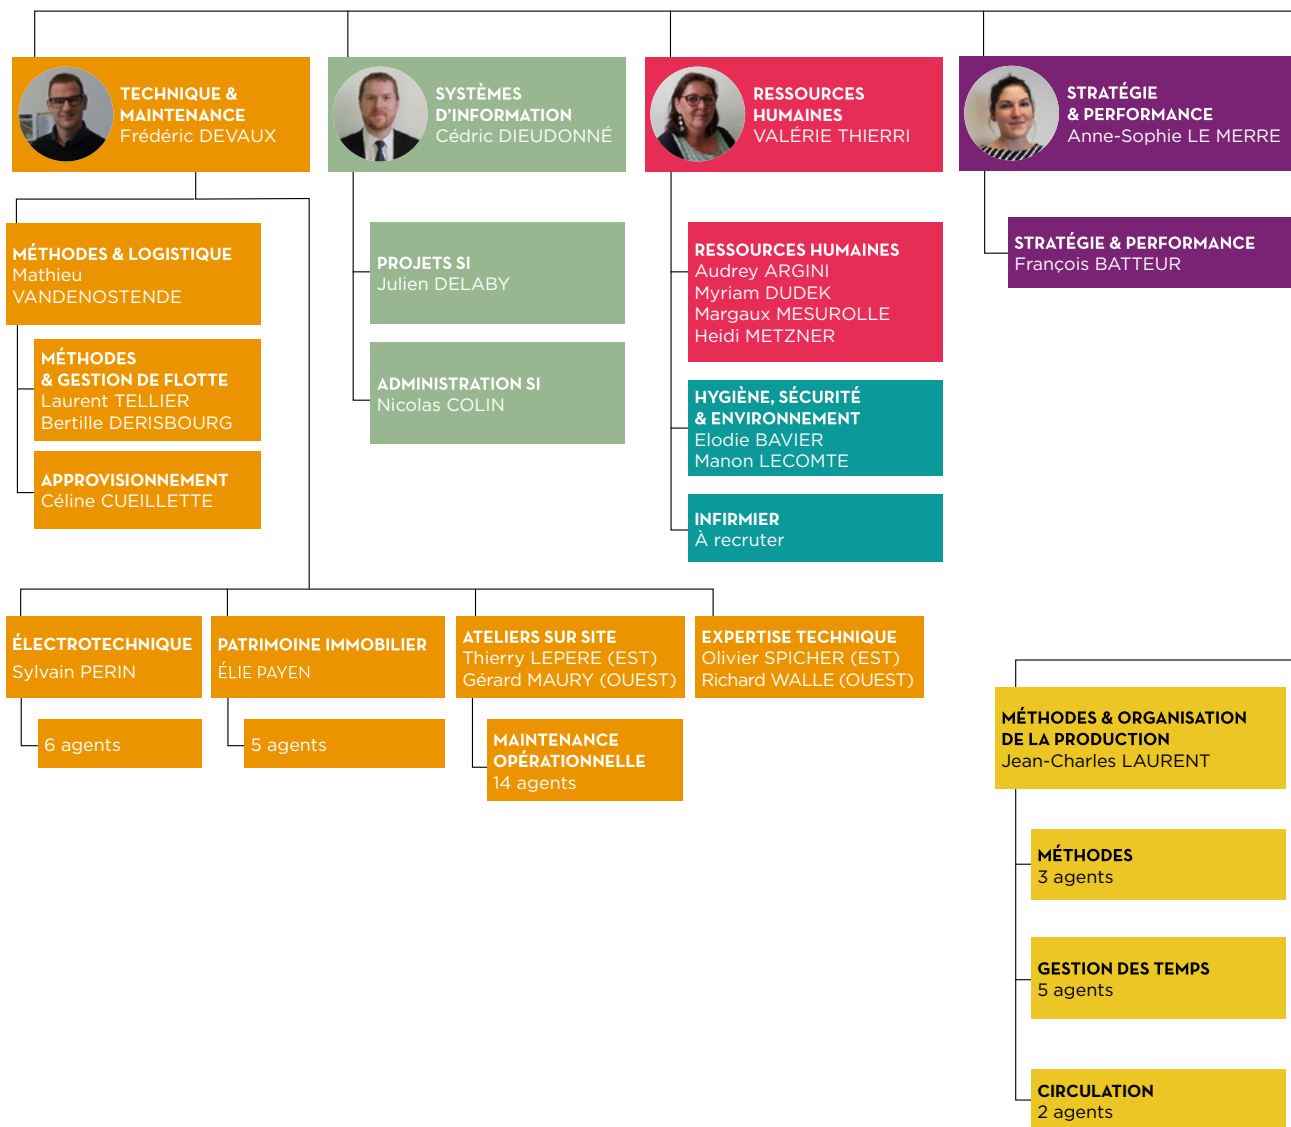 TECHNIQUE &
MAINTENANCE
Frédéric DEVAUX
SYSTÈMES
D'INFORMATION
Cédric DIEUDONNÉ
RESSOURCES
HUMAINES
VALÉRIE THIERRI
STRATÉGIE
& PERFORMANCE
Anne-Sophie LE MERRE
MÉTHODES & LOGISTIQUE
Mathieu
VANDENOSTENDE
MÉTHODES
& GESTION DE FLOTTE
Laurent TELLIER
Bertille DERISBOURG
APPROVISIONNEMENT
Céline CUEILLETTE
PROJETS SI
Julien DELABY
ADMINISTRATION SI
Nicolas COLIN
RESSOURCES HUMAINES
Audrey ARGINI
Myriam DUDEK
Margaux MESUROLLE
Heidi METZNER
HYGIÈNE, SÉCURITÉ
& ENVIRONNEMENT
Elodie BAVIER
Manon LECOMTE
INFIRMIER
À recruter
STRATÉGIE & PERFORMANCE
François BATTEUR
ÉLECTROTECHNIQUE
Sylvain PERIN
6 agents
PATRIMOINE IMMOBILIER
ÉLIE PAYEN
5 agents
ATELIERS SUR SITE
Thierry LEPERE (EST)
Gérard MAURY (OUEST)
MAINTENANCE
OPÉRATIONNELLE
14 agents
EXPERTISE TECHNIQUE
Olivier SPICHER (EST)
Richard WALLE (OUEST)
MÉTHODES & ORGANISATION
DE LA PRODUCTION
Jean-Charles LAURENT
MÉTHODES
3 agents
GESTION DES TEMPS
5 agents
CIRCULATION
2 agents